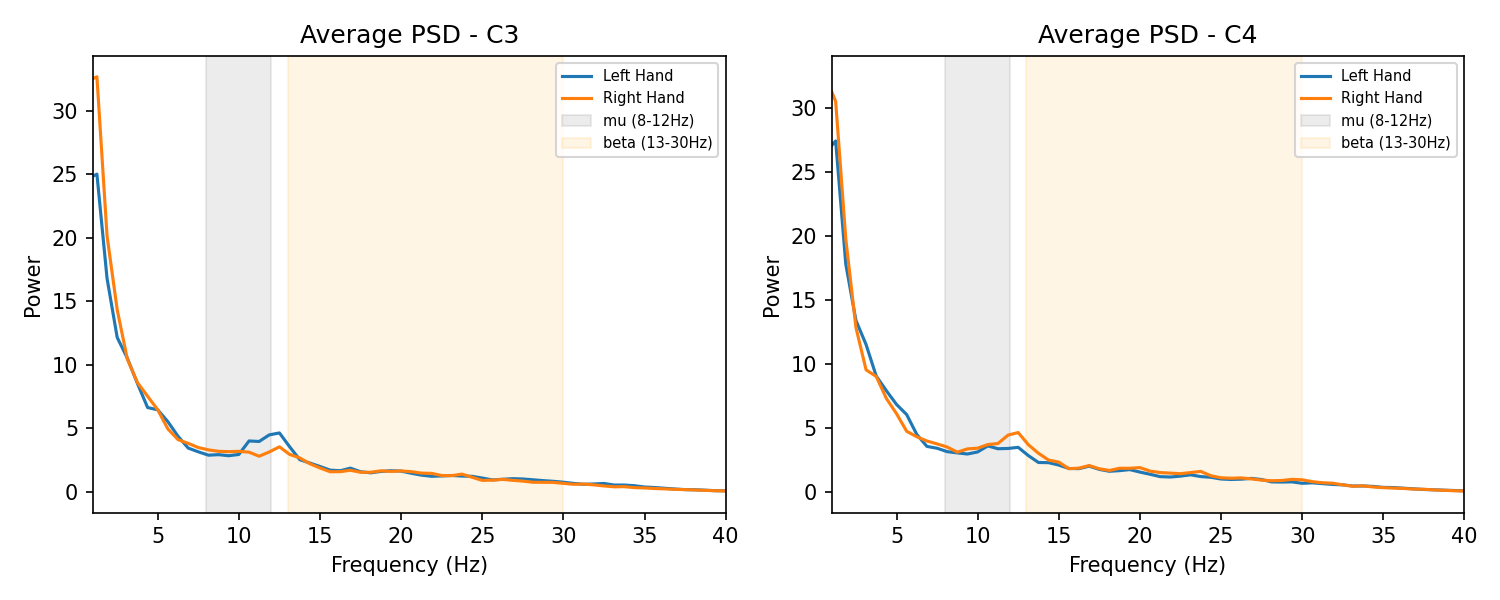 Average PSD - C3
Power
30
25
20
15
10
5
0
5 10 15 20 25 30 35 40
Frequency (Hz)
Left Hand
Right Hand
mu (8-12Hz)
beta (13-30Hz)
Average PSD - C4
Power
30
25
20
15
10
5
0
5 10 15 20 25 30 35 40
Frequency (Hz)
Left Hand
Right Hand
mu (8-12Hz)
beta (13-30Hz)